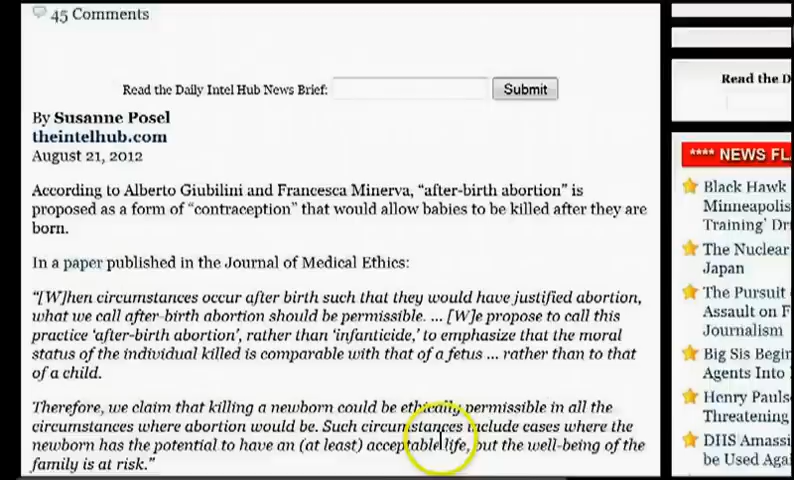 45 Comments
Read the Daily Intel Hub News Brief:
Submit
By Susanne Posel
theintelhub.com
August 21, 2012
According to Alberto Giubilini and Francesca Minerva, “after-birth abortion” is
proposed as a form of “contraception” that would allow babies to be killed after they are
born.
In a paper published in the Journal of Medical Ethics:
“[W]hen circumstances occur after birth such that they would have justified abortion,
what we call after-birth abortion should be permissible. … [W]e propose to call this
practice ‘after-birth abortion’, rather than ‘infanticide,’ to emphasize that the moral
status of the individual killed is comparable with that of a fetus … rather than to that
of a child.
Therefore, we claim that killing a newborn could be ethically permissible in all the
circumstances where abortion would be. Such circumstances include cases where the
newborn has the potential to have an (at least) acceptable life, but the well-being of the
family is at risk.”
Read the D
**** NEWS FL
Black Hawk
Minneapolis
Training' Dr
The Nuclear
Japan
The Pursuit
Assault on F
Journalism
Big Sis Begin
Agents Into
Henry Pauls
Threatening
DHS Amassi
be Used Aga